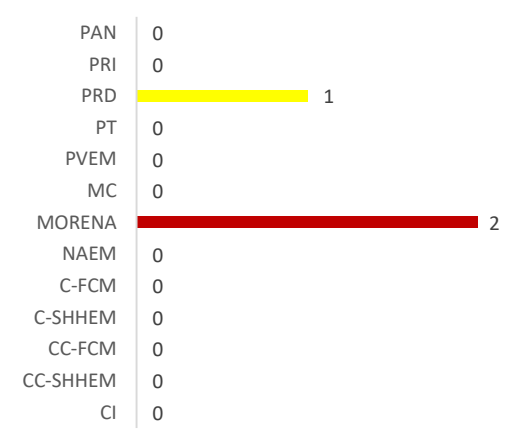 PAN 0
PRI 0
PRD 1
PT 0
PVEM 0
MC 0
MORENA 2
NAEM 0
C-FCM 0
C-SHHEM 0
CC-FCM 0
CC-SHHEM 0
CI 0